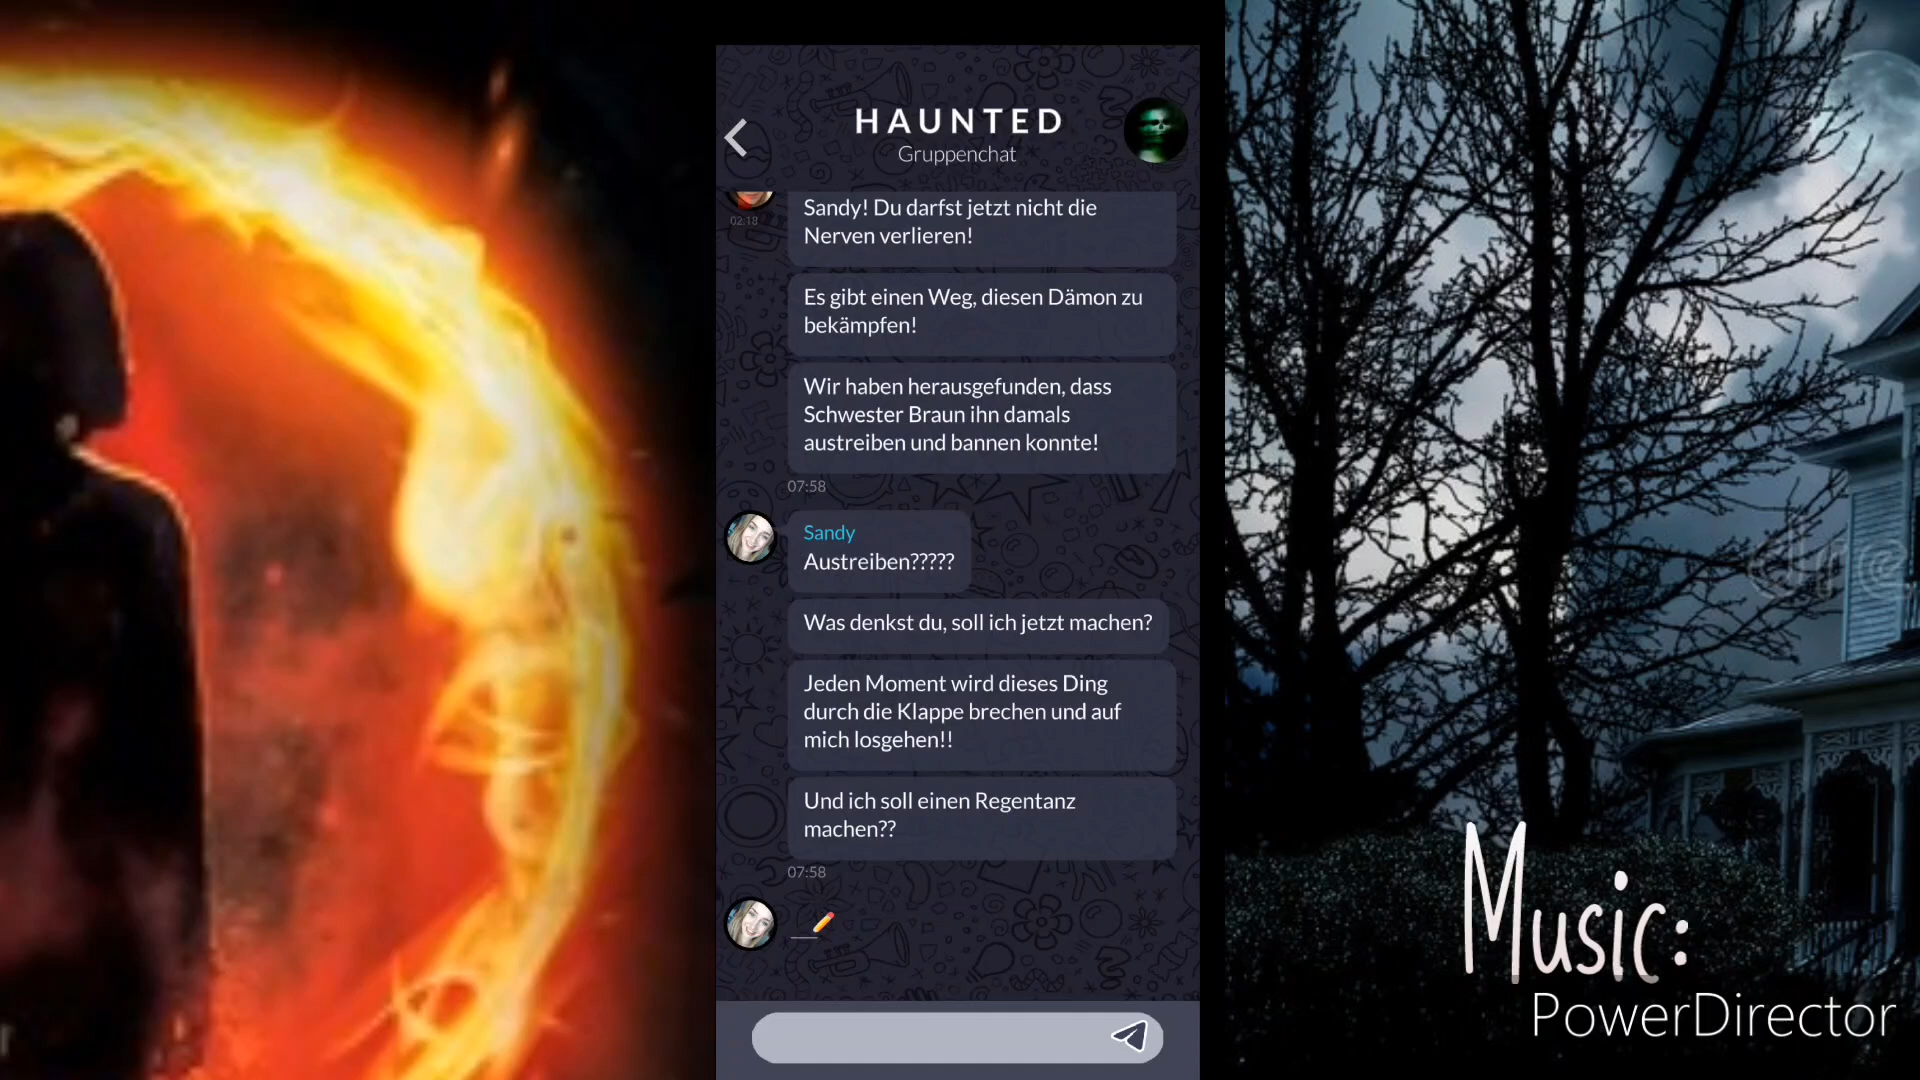 HAUNTED
Gruppenchat
02:18
Sandy! Du darfst jetzt nicht die
Nerven verlieren!
Es gibt einen Weg, diesen Dämon zu
bekämpfen!
Wir haben herausgefunden, dass
Schwester Braun ihn damals
austreiben und bannen konnte!
07:58
Sandy
Austreiben?????
Was denkst du, soll ich jetzt machen?
Jeden Moment wird dieses Ding
durch die Klappe brechen und auf
mich losgehen!!
Und ich soll einen Regentanz
machen??
07:58
Music:
PowerDirector